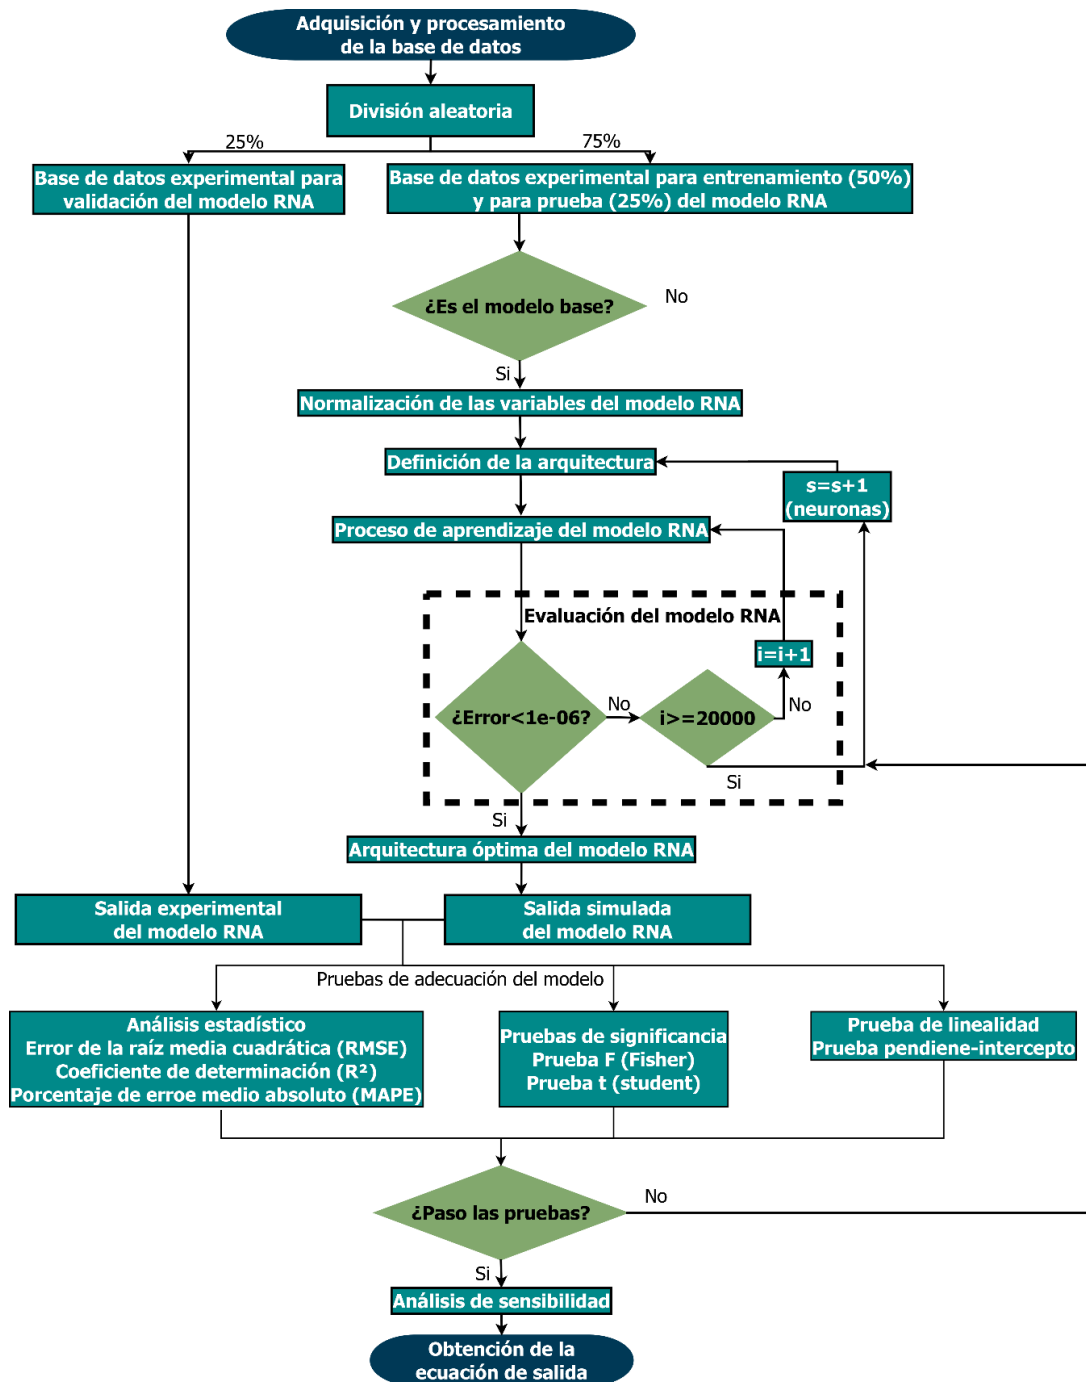 Adquisición y procesamiento
de la base de datos
División aleatoria
25%
75%
Base de datos experimental para
validación del modelo RNA
Base de datos experimental para entrenamiento (50%)
y para prueba (25%) del modelo RNA
¿Es el modelo base?
No
Si
Normalización de las variables del modelo RNA
Definición de la arquitectura
s=s+1
(neuronas)
Proceso de aprendizaje del modelo RNA
Evaluación del modelo RNA
i=i+1
¿Error<1e-06?
No
i>=20000
No
Si
Si
Arquitectura óptima del modelo RNA
Salida experimental
del modelo RNA
Salida simulada
del modelo RNA
Pruebas de adecuación del modelo
Análisis estadístico
Error de la raíz media cuadrática (RMSE)
Coeficiente de determinación (R²)
Porcentaje de erroe medio absoluto (MAPE)
Pruebas de significancia
Prueba F (Fisher)
Prueba t (student)
Prueba de linealidad
Prueba pendiene-intercepto
¿Paso las pruebas?
No
Si
Análisis de sensibilidad
Obtención de la
ecuación de salida